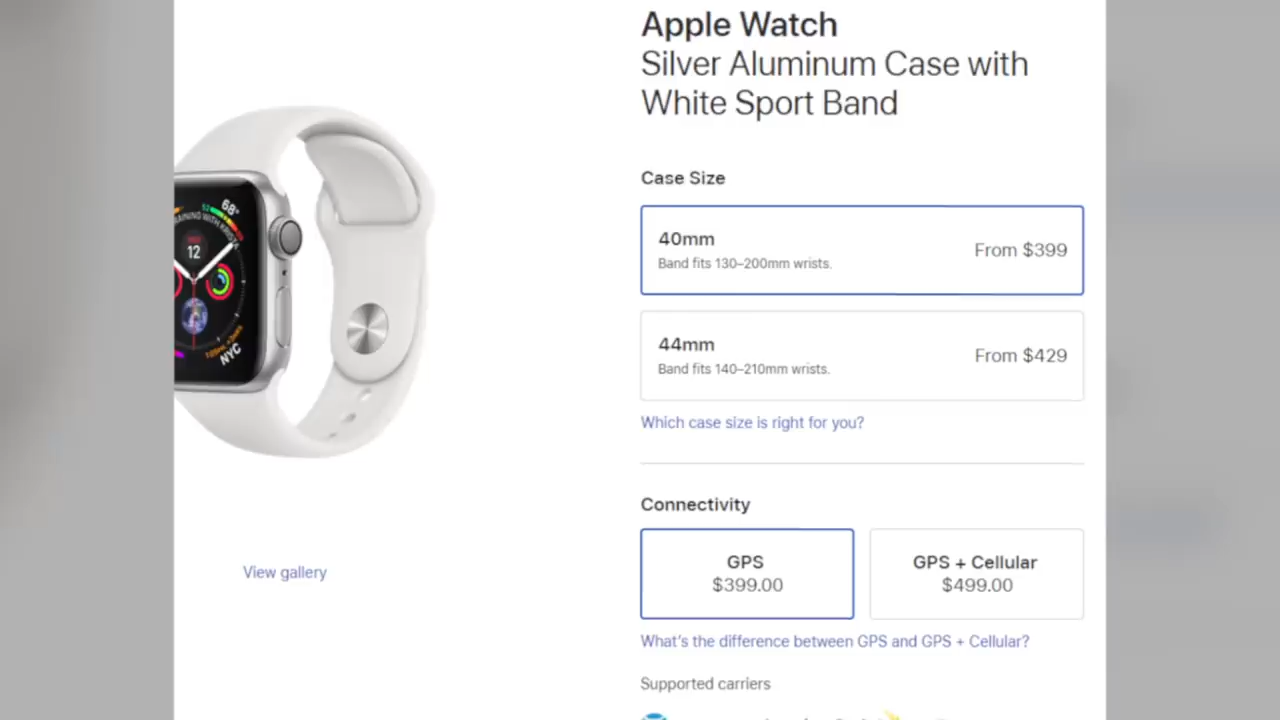 Apple Watch
Silver Aluminum Case with
White Sport Band
68°
12
NYC
Case Size
40mm
From $399
Band fits 130–200mm wrists.
44mm
From $429
Band fits 140–210mm wrists.
Which case size is right for you?
Connectivity
GPS
$399.00
GPS + Cellular
$499.00
View gallery
What's the difference between GPS and GPS + Cellular?
Supported carriers